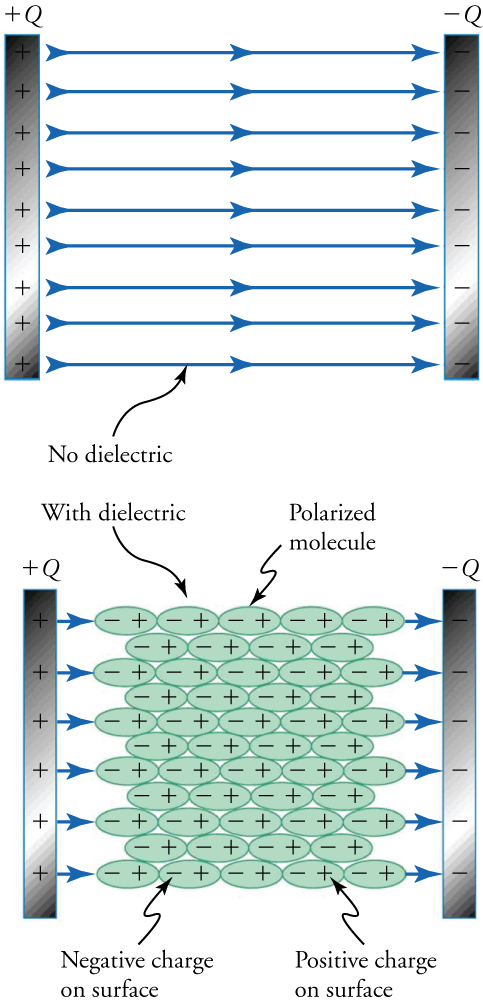 +Q −Q
+ −
+ −
+ −
+ −
+ −
+ −
+ −
+ −
+ −
No dielectric
With dielectric
Polarized
molecule
+Q −Q
+ − + − + − + − + − + −
− + − + − + − +
+ − + − + − + − + − + −
− + − + − + − +
+ − + − + − + − + − + −
− + − + − + − +
+ − + − + − + − + − + −
− + − + − + − +
+ − + − + − + − + − + −
− + − + − + − +
+ − + − + − + − + − + −
Negative charge
on surface
Positive charge
on surface